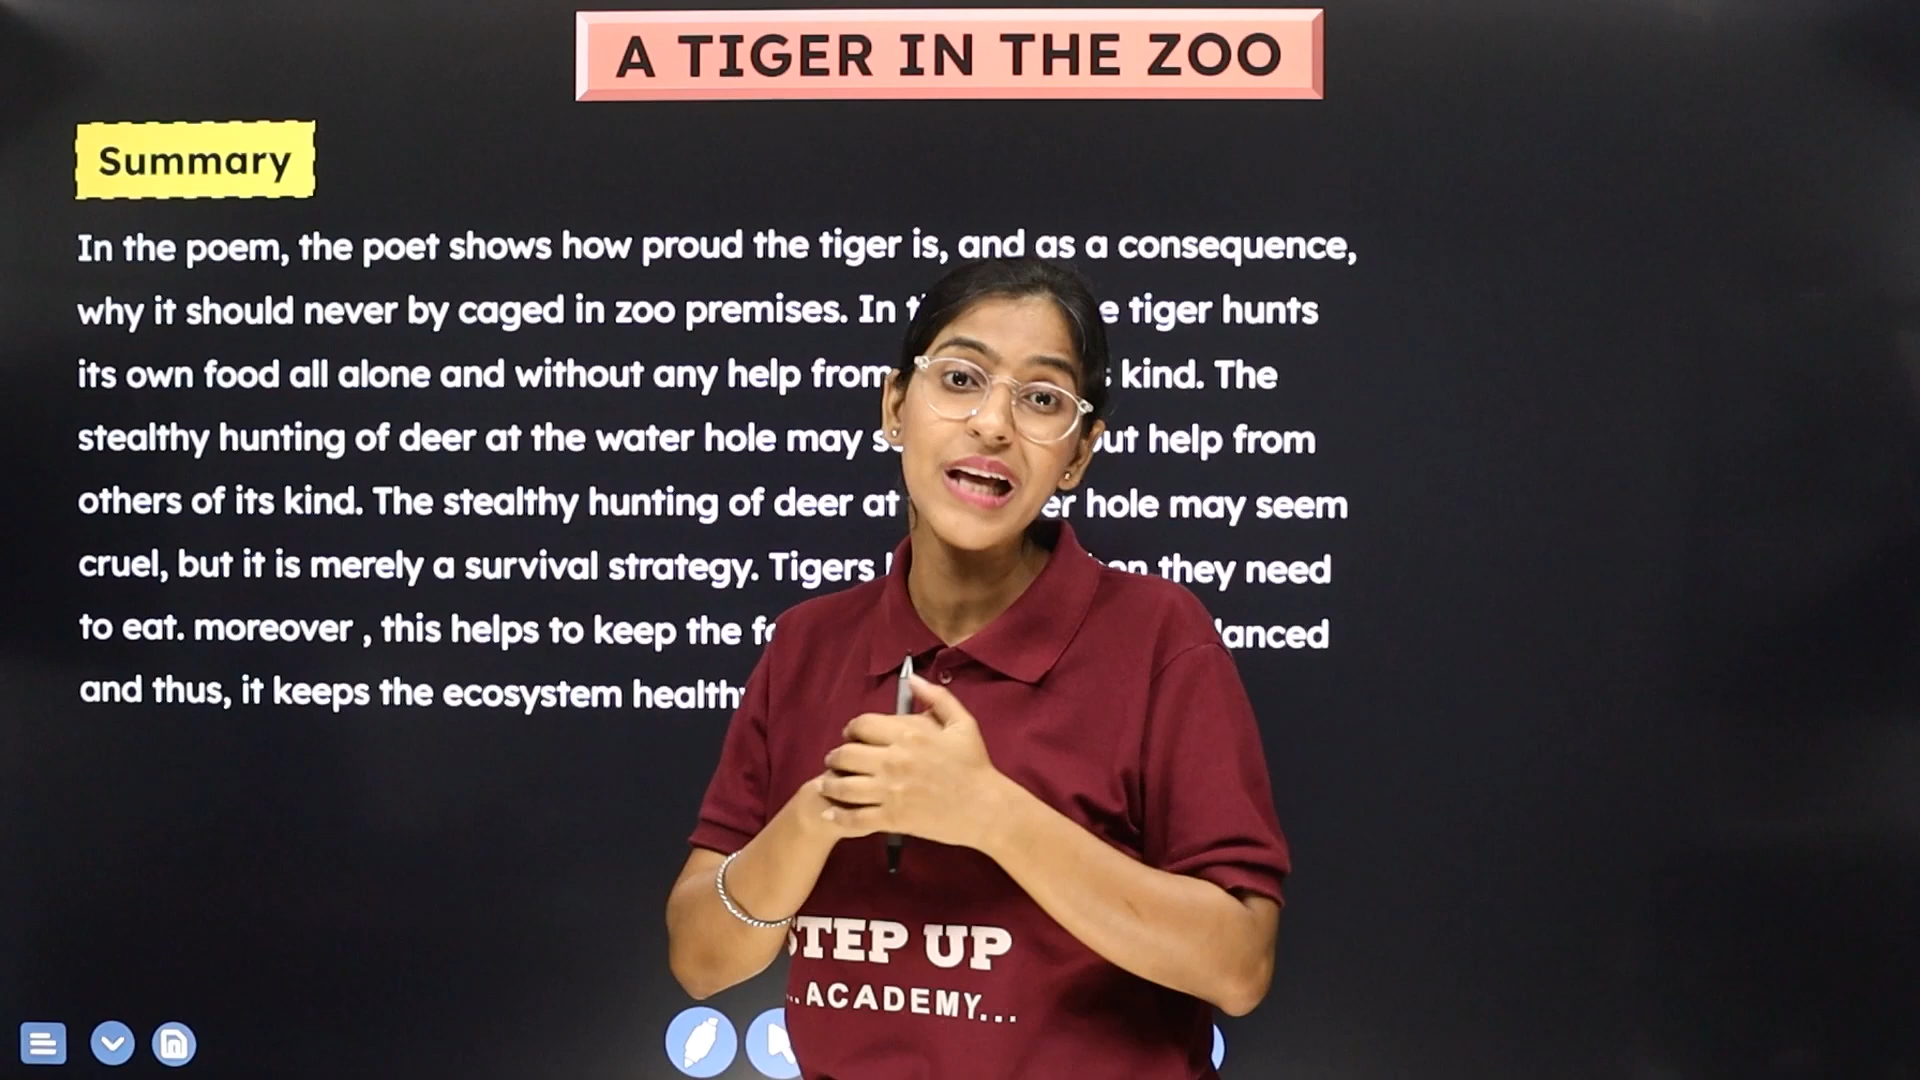 A TIGER IN THE ZOO
Summary
In the poem, the poet shows how proud the tiger is, and as a consequence,
why it should never by caged in zoo premises. In tiger hunts
its own food all alone and without any help from kind. The
stealthy hunting of deer at the water hole may help from
others of its kind. The stealthy hunting of deer at hole may seem
cruel, but it is merely a survival strategy. Tigers they need
to eat. moreover , this helps to keep the
and thus, it keeps the ecosystem
STEP UP
...ACADEMY...